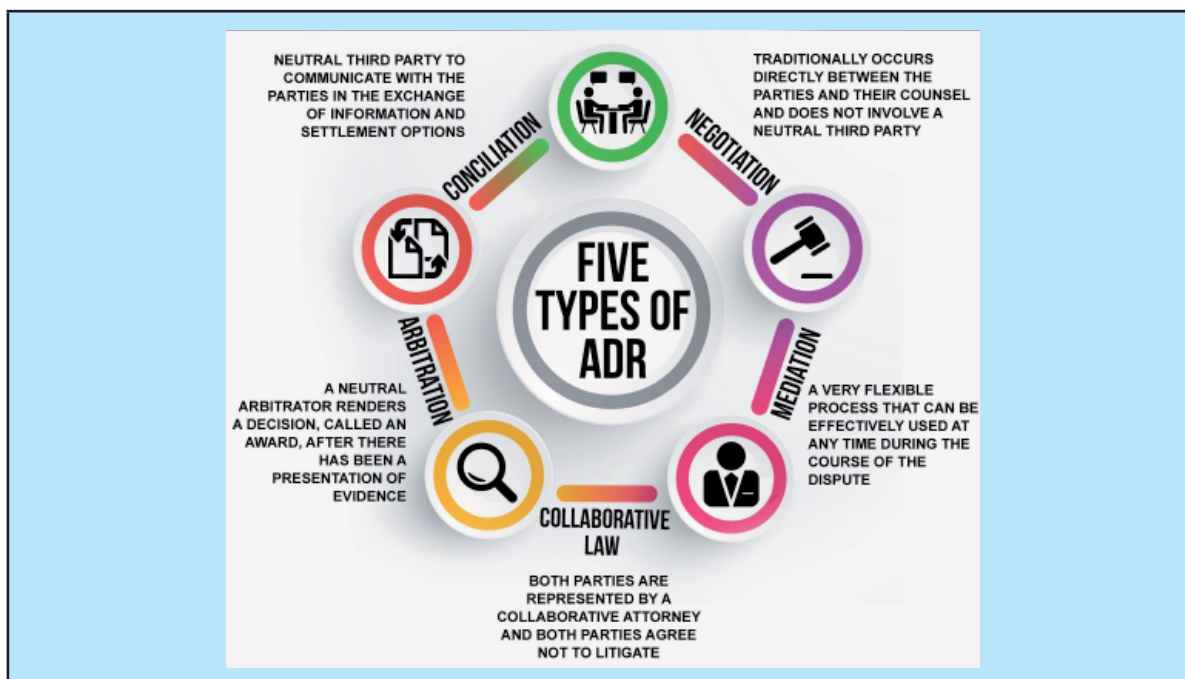 FIVE
TYPES OF
ADR
NEGOTIATION
TRADITIONALLY OCCURS
DIRECTLY BETWEEN THE
PARTIES AND THEIR COUNSEL
AND DOES NOT INVOLVE A
NEUTRAL THIRD PARTY
MEDIATION
A VERY FLEXIBLE
PROCESS THAT CAN BE
EFFECTIVELY USED AT
ANY TIME DURING THE
COURSE OF THE
DISPUTE
COLLABORATIVE
LAW
BOTH PARTIES ARE
REPRESENTED BY A
COLLABORATIVE ATTORNEY
AND BOTH PARTIES AGREE
NOT TO LITIGATE
ARBITRATION
A NEUTRAL
ARBITRATOR RENDERS
A DECISION, CALLED AN
AWARD, AFTER THERE
HAS BEEN A
PRESENTATION OF
EVIDENCE
CONCILIATION
NEUTRAL THIRD PARTY TO
COMMUNICATE WITH THE
PARTIES IN THE EXCHANGE
OF INFORMATION AND
SETTLEMENT OPTIONS